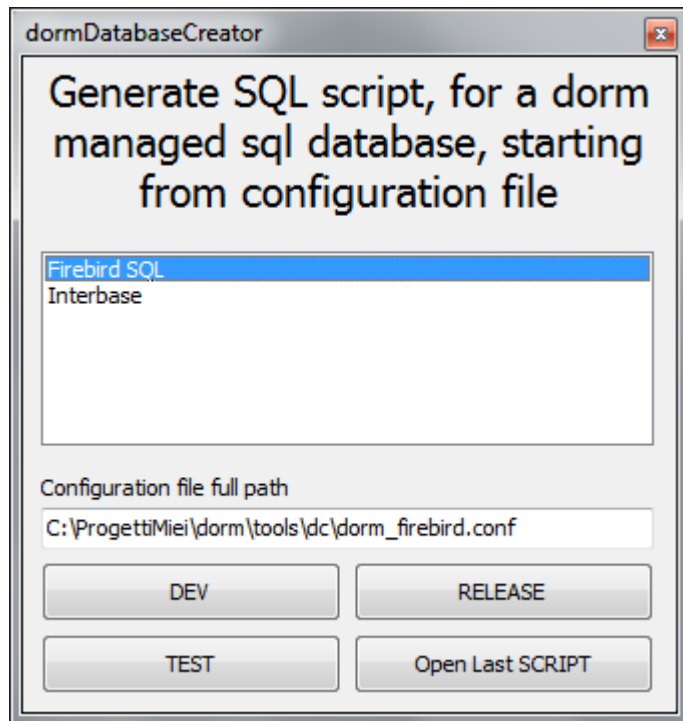 dormDatabaseCreator
Generate SQL script, for a dorm
managed sql database, starting
from configuration file
Firebird SQL
Interbase
Configuration file full path
C:\ProgettiMiei\dorm\tools\dc\dorm_firebird.conf
DEV
RELEASE
TEST
Open Last SCRIPT